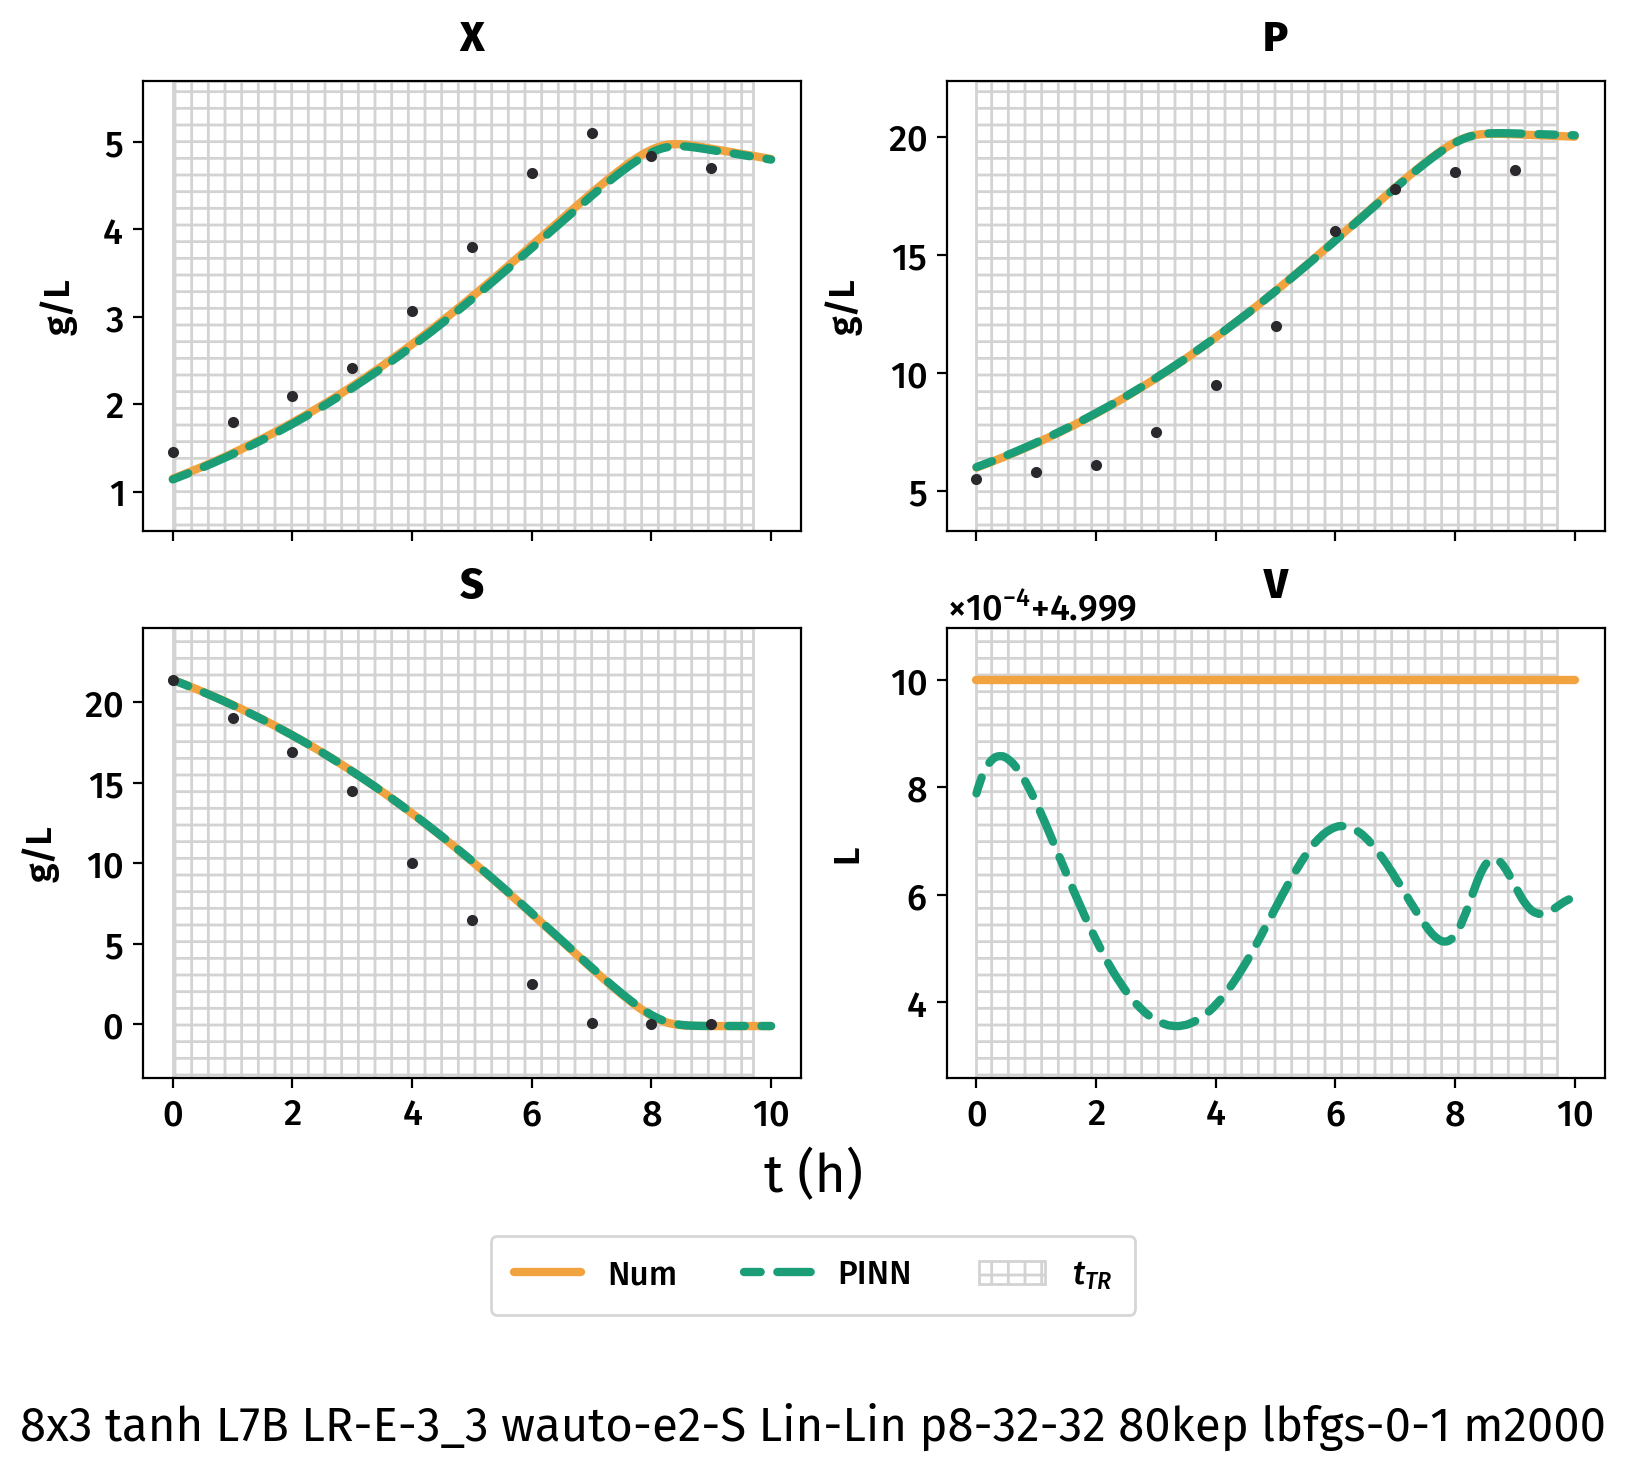 X
P
5
4
3
2
1
g/L
20
15
10
5
g/L
S
V
×10⁻⁴+4.999
20
15
10
5
0
g/L
10
8
6
4
L
0 2 4 6 8 10
0 2 4 6 8 10
t (h)
Num PINN t_TR
8x3 tanh L7B LR-E-3_3 wauto-e2-S Lin-Lin p8-32-32 80kep lbfgs-0-1 m2000